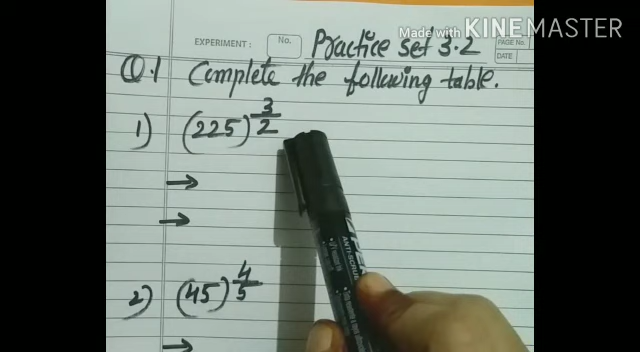 Made with KINEMASTER
EXPERIMENT : No. Practice Set 3.2 PAGE No.
DATE
Q.1 Complete the following table.
1) (225)^3/2
→
→
2) (45)^4/5
→